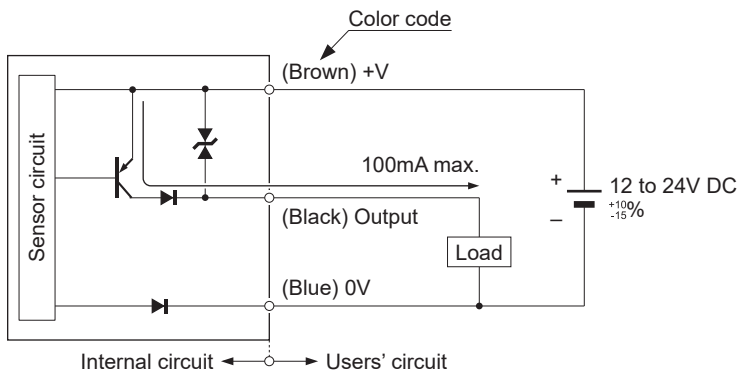 Color code
(Brown) +V
Sensor circuit
100mA max.
+
12 to 24V DC
–
+10
-15 %
(Black) Output
Load
(Blue) 0V
Internal circuit
Users' circuit